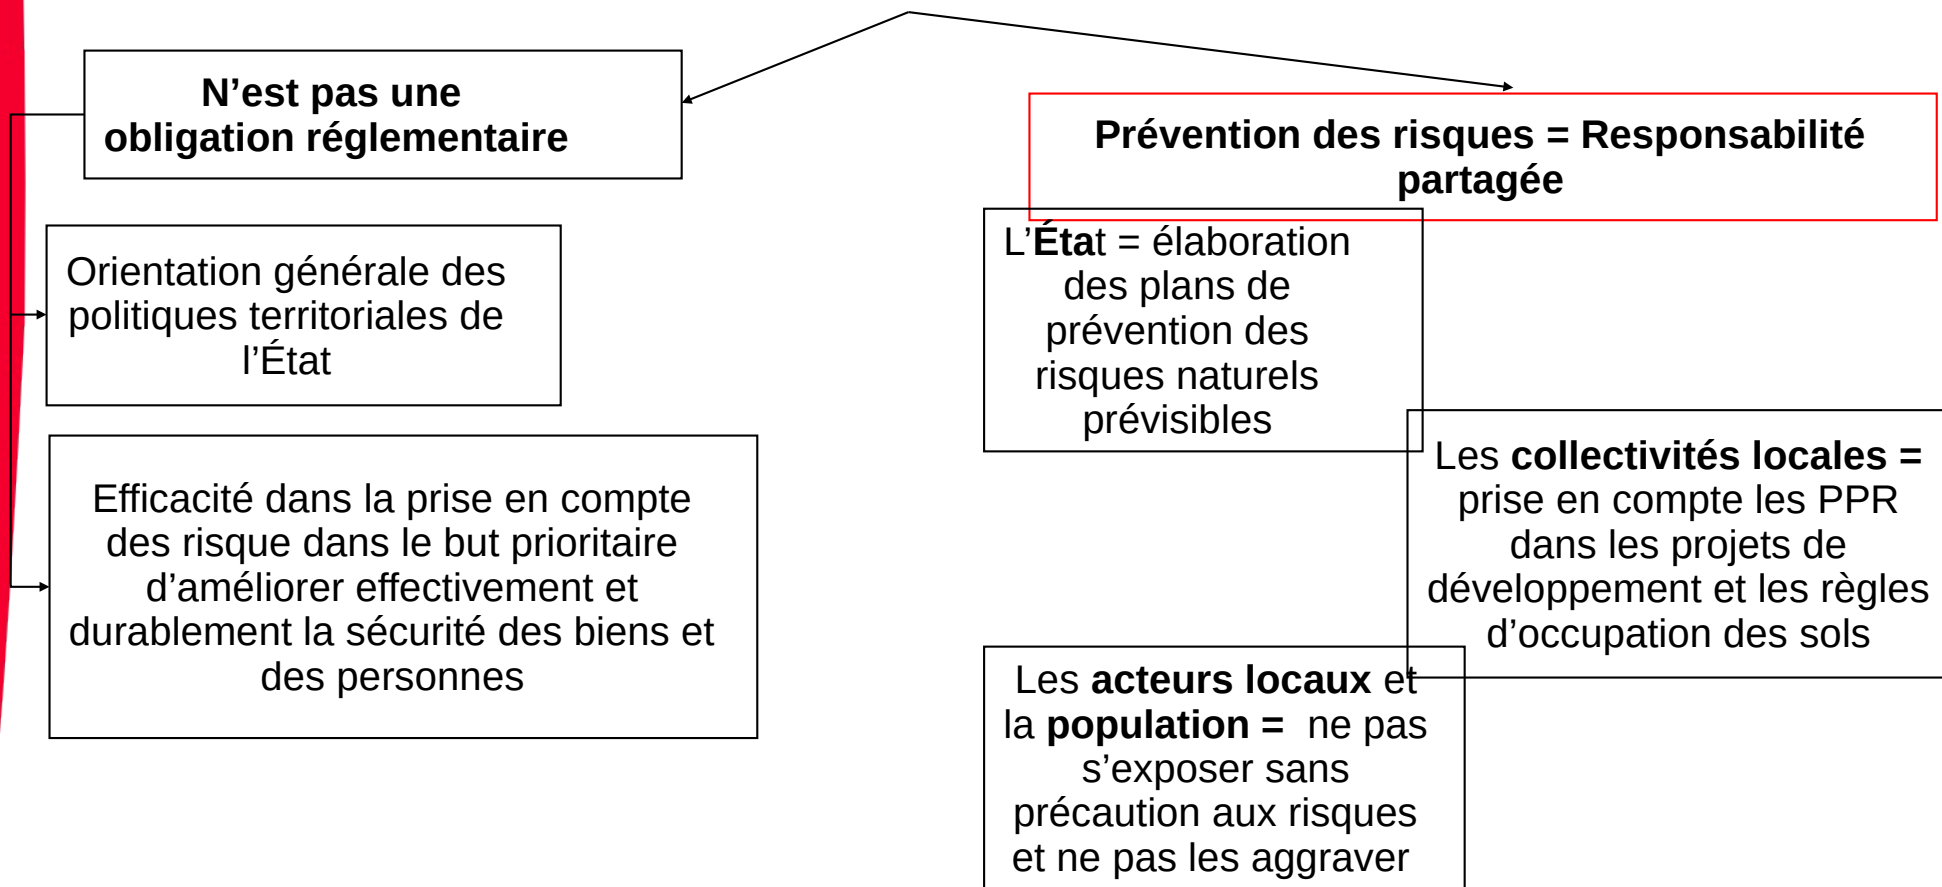 N’est pas une
obligation réglementaire
Orientation générale des
politiques territoriales de
l’État
Efficacité dans la prise en compte
des risque dans le but prioritaire
d’améliorer effectivement et
durablement la sécurité des biens et
des personnes
Prévention des risques = Responsabilité
partagée
L’État = élaboration
des plans de
prévention des
risques naturels
prévisibles
Les collectivités locales =
prise en compte les PPR
dans les projets de
développement et les règles
d’occupation des sols
Les acteurs locaux et
la population =  ne pas
s’exposer sans
précaution aux risques
et ne pas les aggraver